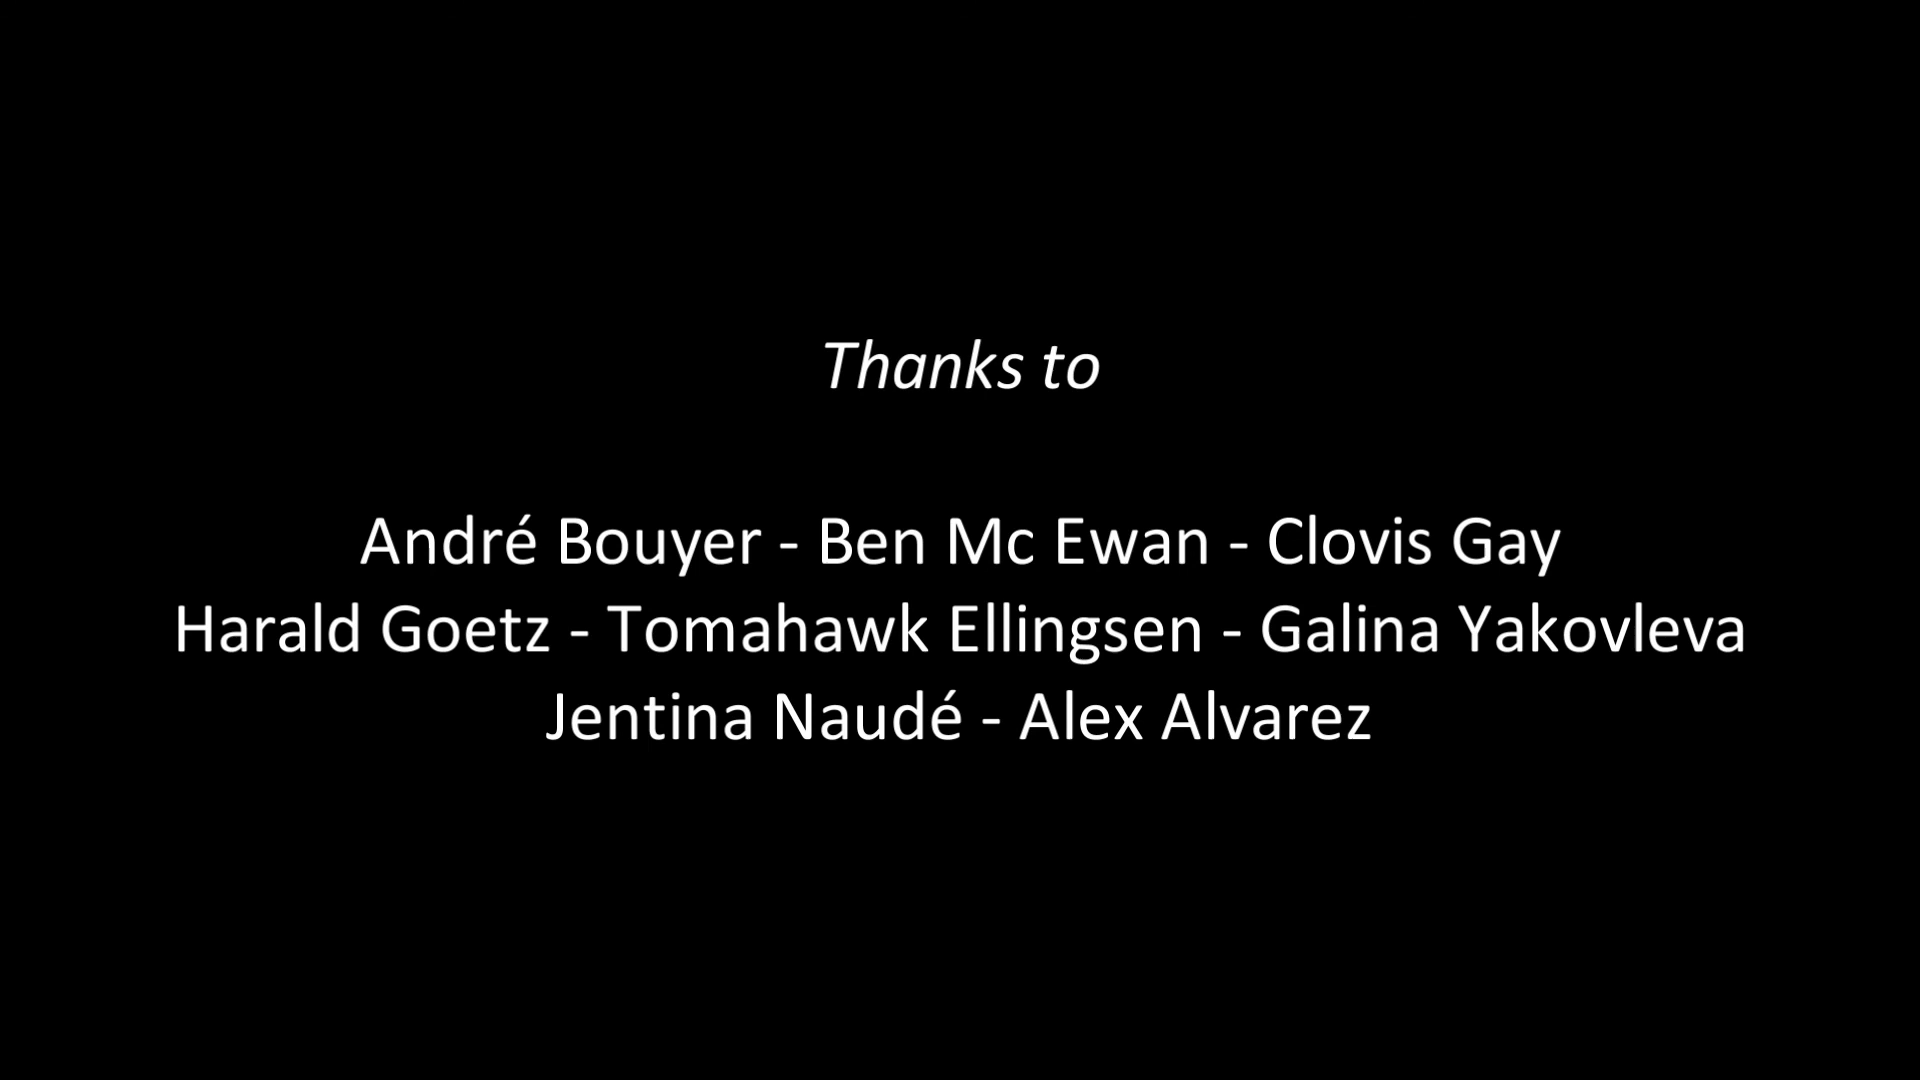 Thanks to
André Bouyer - Ben Mc Ewan - Clovis Gay
Harald Goetz - Tomahawk Ellingsen - Galina Yakovleva
Jentina Naudé - Alex Alvarez